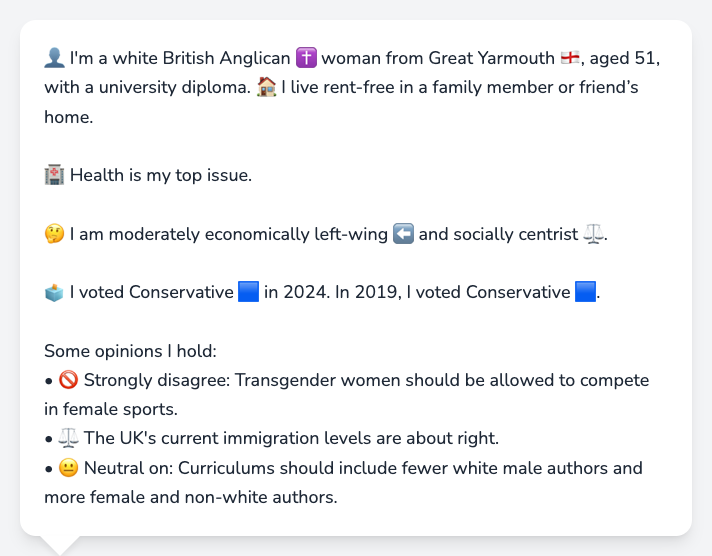 👤 I'm a white British Anglican ✝️ woman from Great Yarmouth 🏴󠁧󠁢󠁥󠁮󠁧󠁿, aged 51,
with a university diploma. 🏠 I live rent-free in a family member or friend’s
home.
🏥 Health is my top issue.
🤔 I am moderately economically left-wing ⬅️ and socially centrist ⚖️.
🗳️ I voted Conservative 🟦 in 2024. In 2019, I voted Conservative 🟦.
Some opinions I hold:
• 🚫 Strongly disagree: Transgender women should be allowed to compete
in female sports.
• ⚖️ The UK's current immigration levels are about right.
• 😐 Neutral on: Curriculums should include fewer white male authors and
more female and non-white authors.